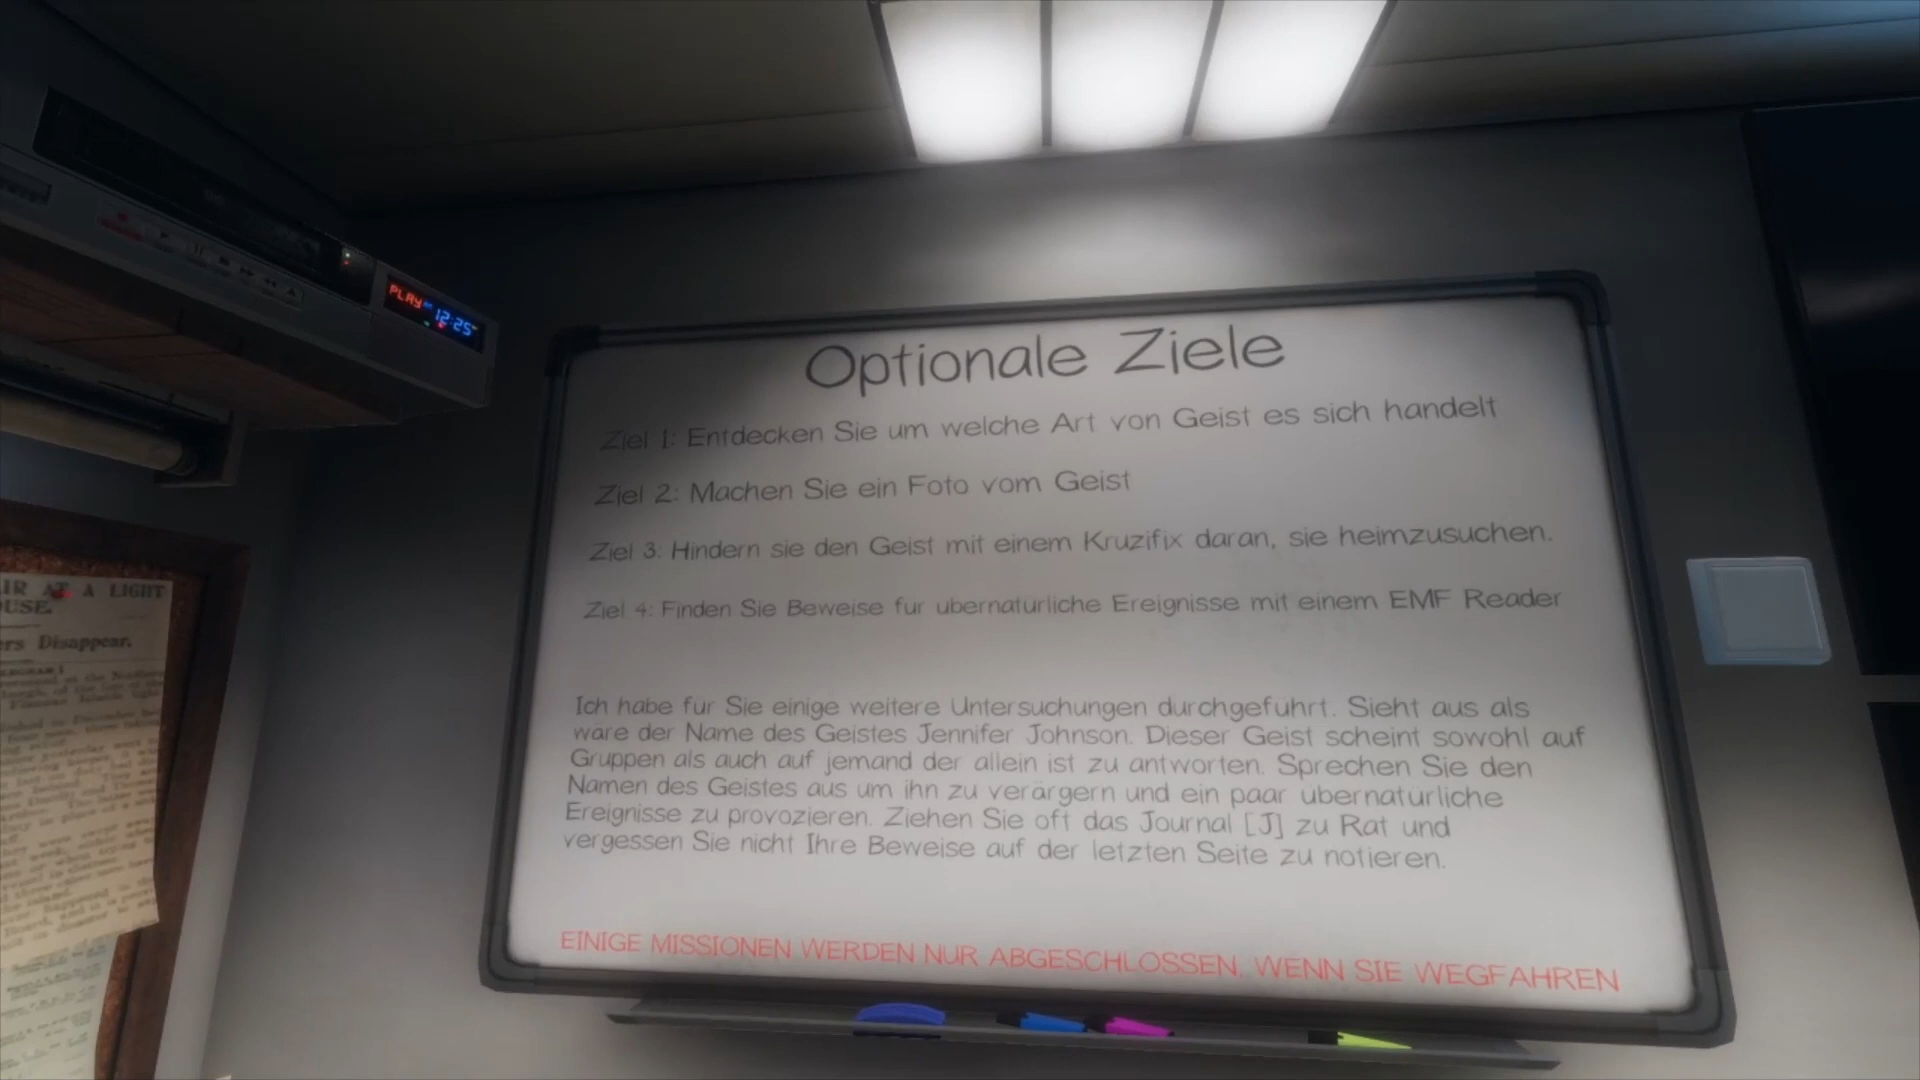 PLAY 12:25
Optionale Ziele
Ziel 1: Entdecken Sie um welche Art von Geist es sich handelt
Ziel 2: Machen Sie ein Foto vom Geist
Ziel 3: Hindern sie den Geist mit einem Kruzifix daran, sie heimzusuchen.
Ziel 4: Finden Sie Beweise fur ubernaturliche Ereignisse mit einem EMF Reader
Ich habe für Sie einige weitere Untersuchungen durchgeführt. Sieht aus als
wäre der Name des Geistes Jennifer Johnson. Dieser Geist scheint sowohl auf
Gruppen als auch auf jemand der allein ist zu antworten. Sprechen Sie den
Namen des Geistes aus um ihn zu verärgern und ein paar übernatürliche
Ereignisse zu provozieren. Ziehen Sie oft das Journal [J] zu Rat und
vergessen Sie nicht Ihre Beweise auf der letzten Seite zu notieren.
EINIGE MISSIONEN WERDEN NUR ABGESCHLOSSEN, WENN SIE WEGFAHREN
IR AT A LIGHT
OUSE.
ers Disappear.